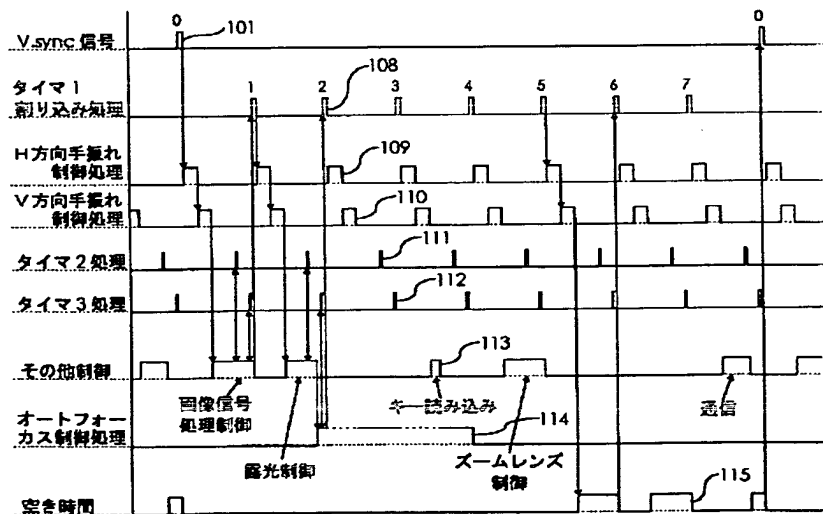 0
0
V.sync 信号
101
タイマ1
割り込み処理
1
2
108
3
4
5
6
7
H方向手振れ
制御処理
109
V方向手振れ
制御処理
110
タイマ2処理
111
タイマ3処理
112
その他制御
113
画像信号
処理制御
キー読み込み
通信
オートフォー
カス制御処理
114
露光制御
ズームレンズ
制御
空き時間
115